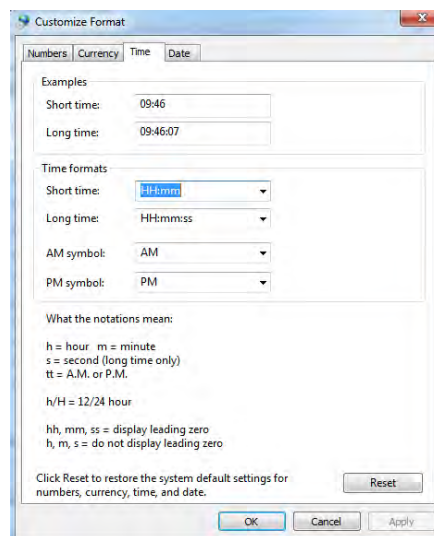 Customize Format
Numbers Currency Time Date
Examples
Short time: 09:46
Long time: 09:46:07
Time formats
Short time: HH:mm
Long time: HH:mm:ss
AM symbol: AM
PM symbol: PM
What the notations mean:
h = hour m = minute
s = second (long time only)
tt = A.M. or P.M.
h/H = 12/24 hour
hh, mm, ss = display leading zero
h, m, s = do not display leading zero
Click Reset to restore the system default settings for
numbers, currency, time, and date.
Reset
OK Cancel Apply